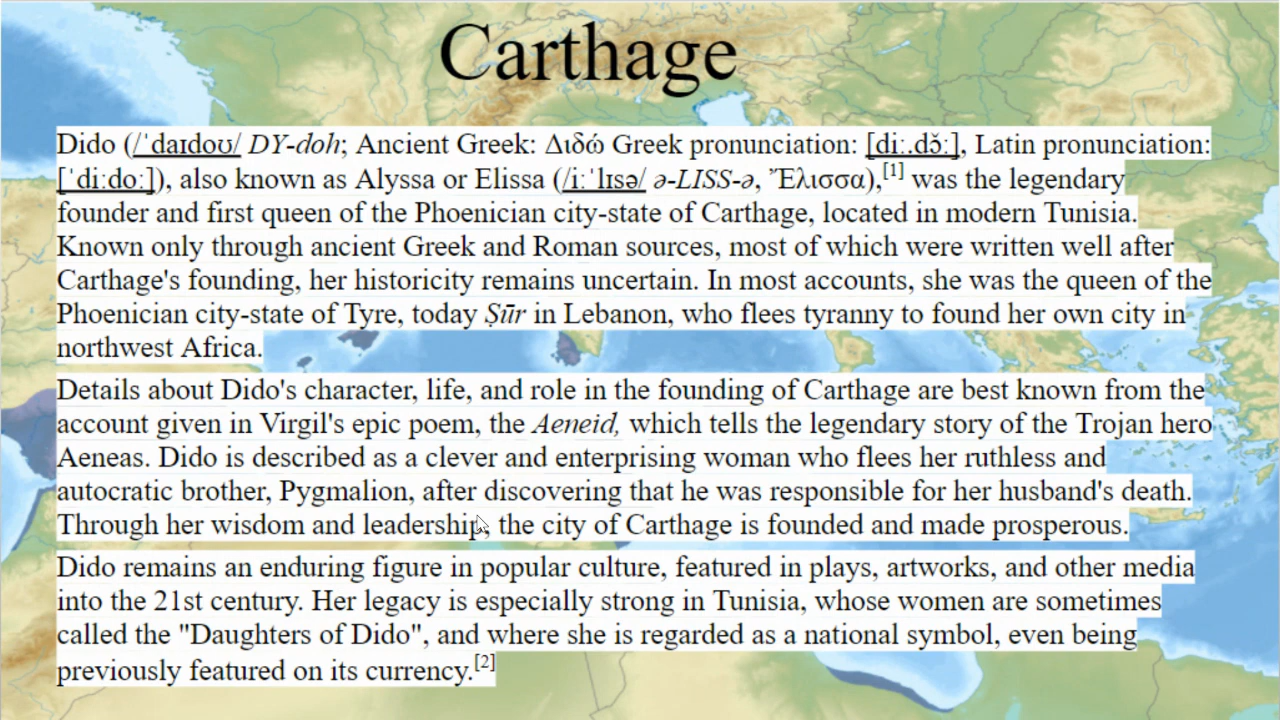 Carthage
Dido (/ˈdaɪdoʊ/ DY-doh; Ancient Greek: Διδώ Greek pronunciation: [diː.dɔ̌ː], Latin pronunciation:
[ˈdiːdoː]), also known as Alyssa or Elissa (/iːˈlɪsə/ ə-LISS-ə, Ἔλισσα),[1] was the legendary
founder and first queen of the Phoenician city-state of Carthage, located in modern Tunisia.
Known only through ancient Greek and Roman sources, most of which were written well after
Carthage's founding, her historicity remains uncertain. In most accounts, she was the queen of the
Phoenician city-state of Tyre, today Ṣūr in Lebanon, who flees tyranny to found her own city in
northwest Africa.
Details about Dido's character, life, and role in the founding of Carthage are best known from the
account given in Virgil's epic poem, the Aeneid, which tells the legendary story of the Trojan hero
Aeneas. Dido is described as a clever and enterprising woman who flees her ruthless and
autocratic brother, Pygmalion, after discovering that he was responsible for her husband's death.
Through her wisdom and leadership, the city of Carthage is founded and made prosperous.
Dido remains an enduring figure in popular culture, featured in plays, artworks, and other media
into the 21st century. Her legacy is especially strong in Tunisia, whose women are sometimes
called the "Daughters of Dido", and where she is regarded as a national symbol, even being
previously featured on its currency.[2]